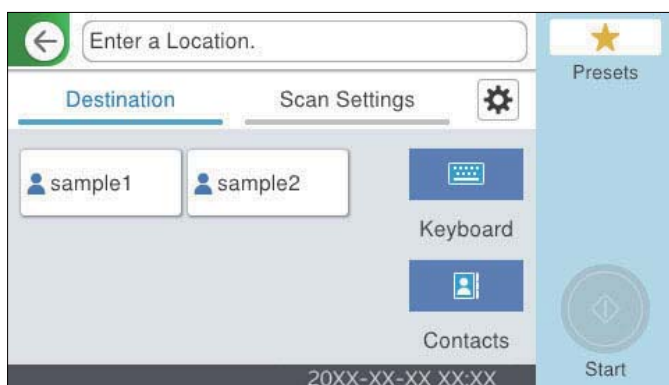 Enter a Location.
Presets
Destination
Scan Settings
sample1
sample2
Keyboard
Contacts
Start
20XX-XX-XX XX:XX